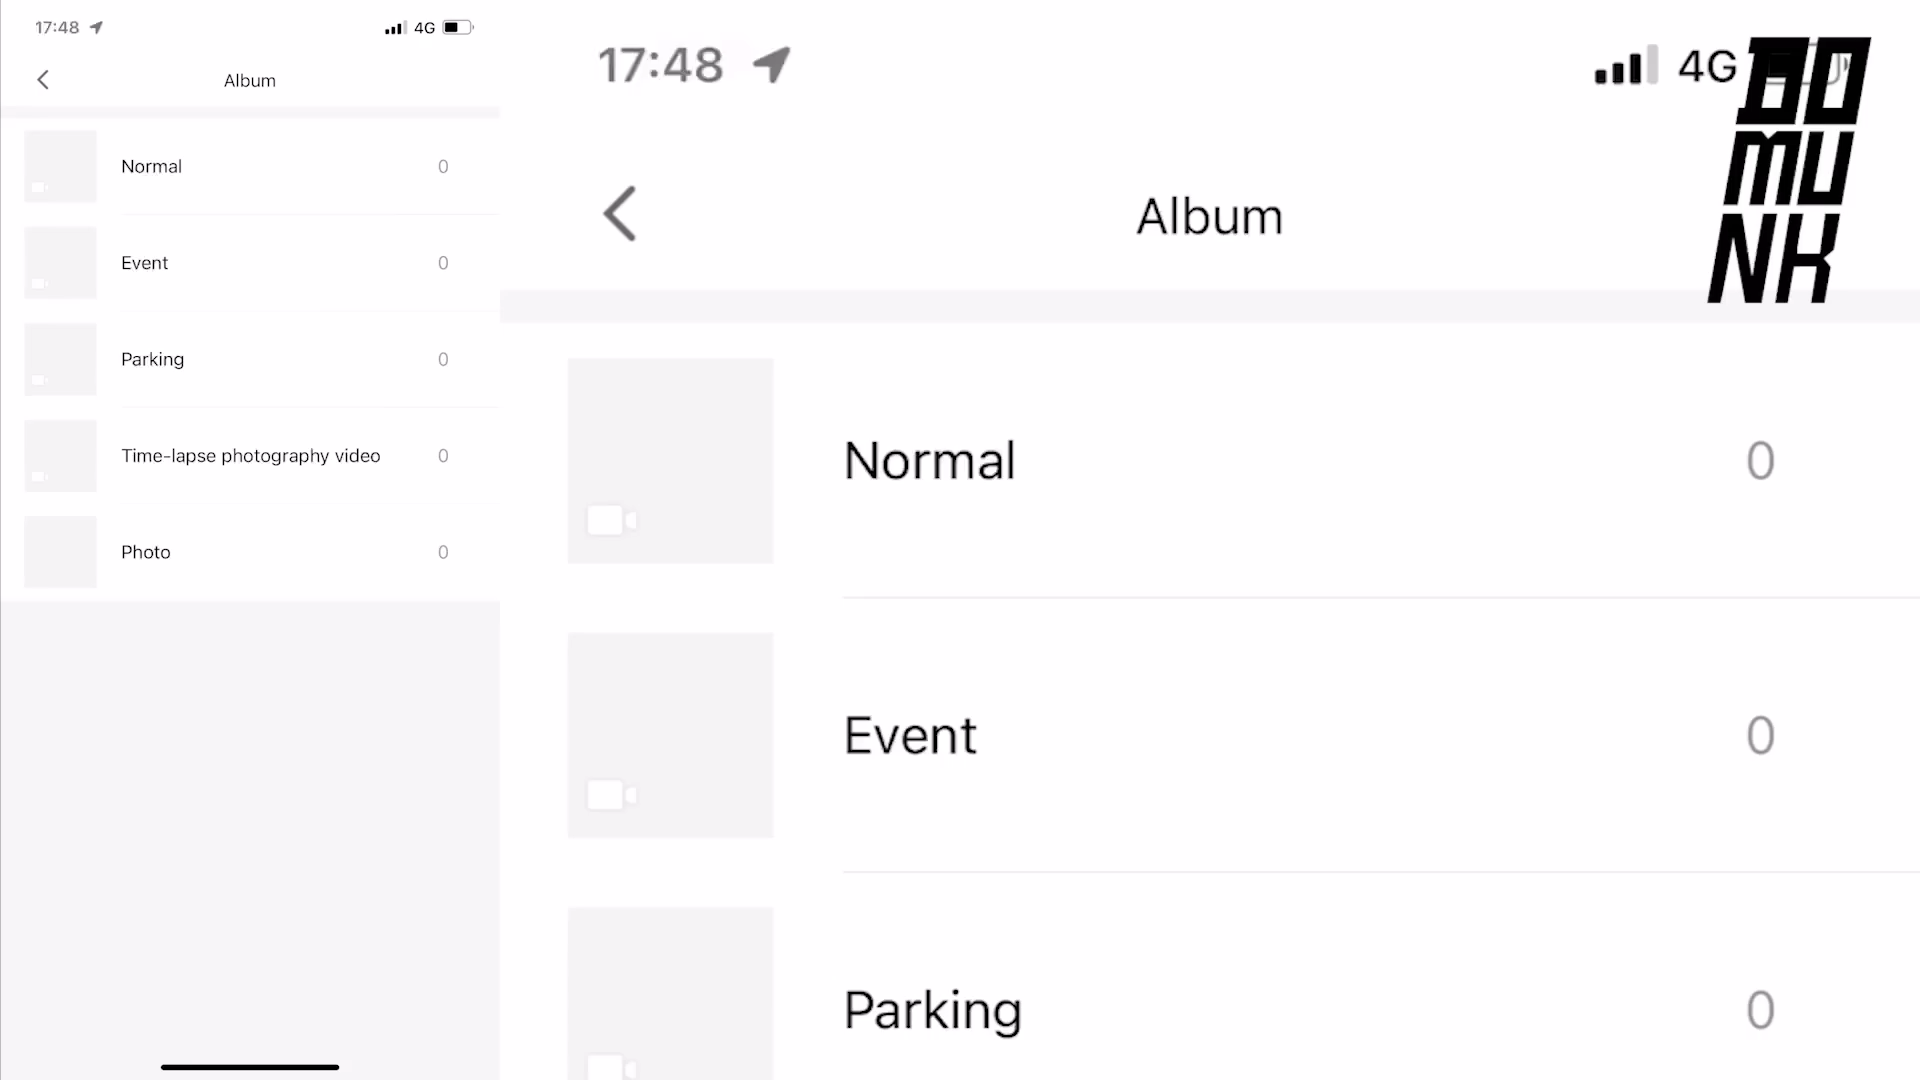 17:48 4G
Album
Normal 0
Event 0
Parking 0
Time-lapse photography video 0
Photo 0
17:48 4G
Album
Normal 0
Event 0
Parking 0
DO
MU
NK